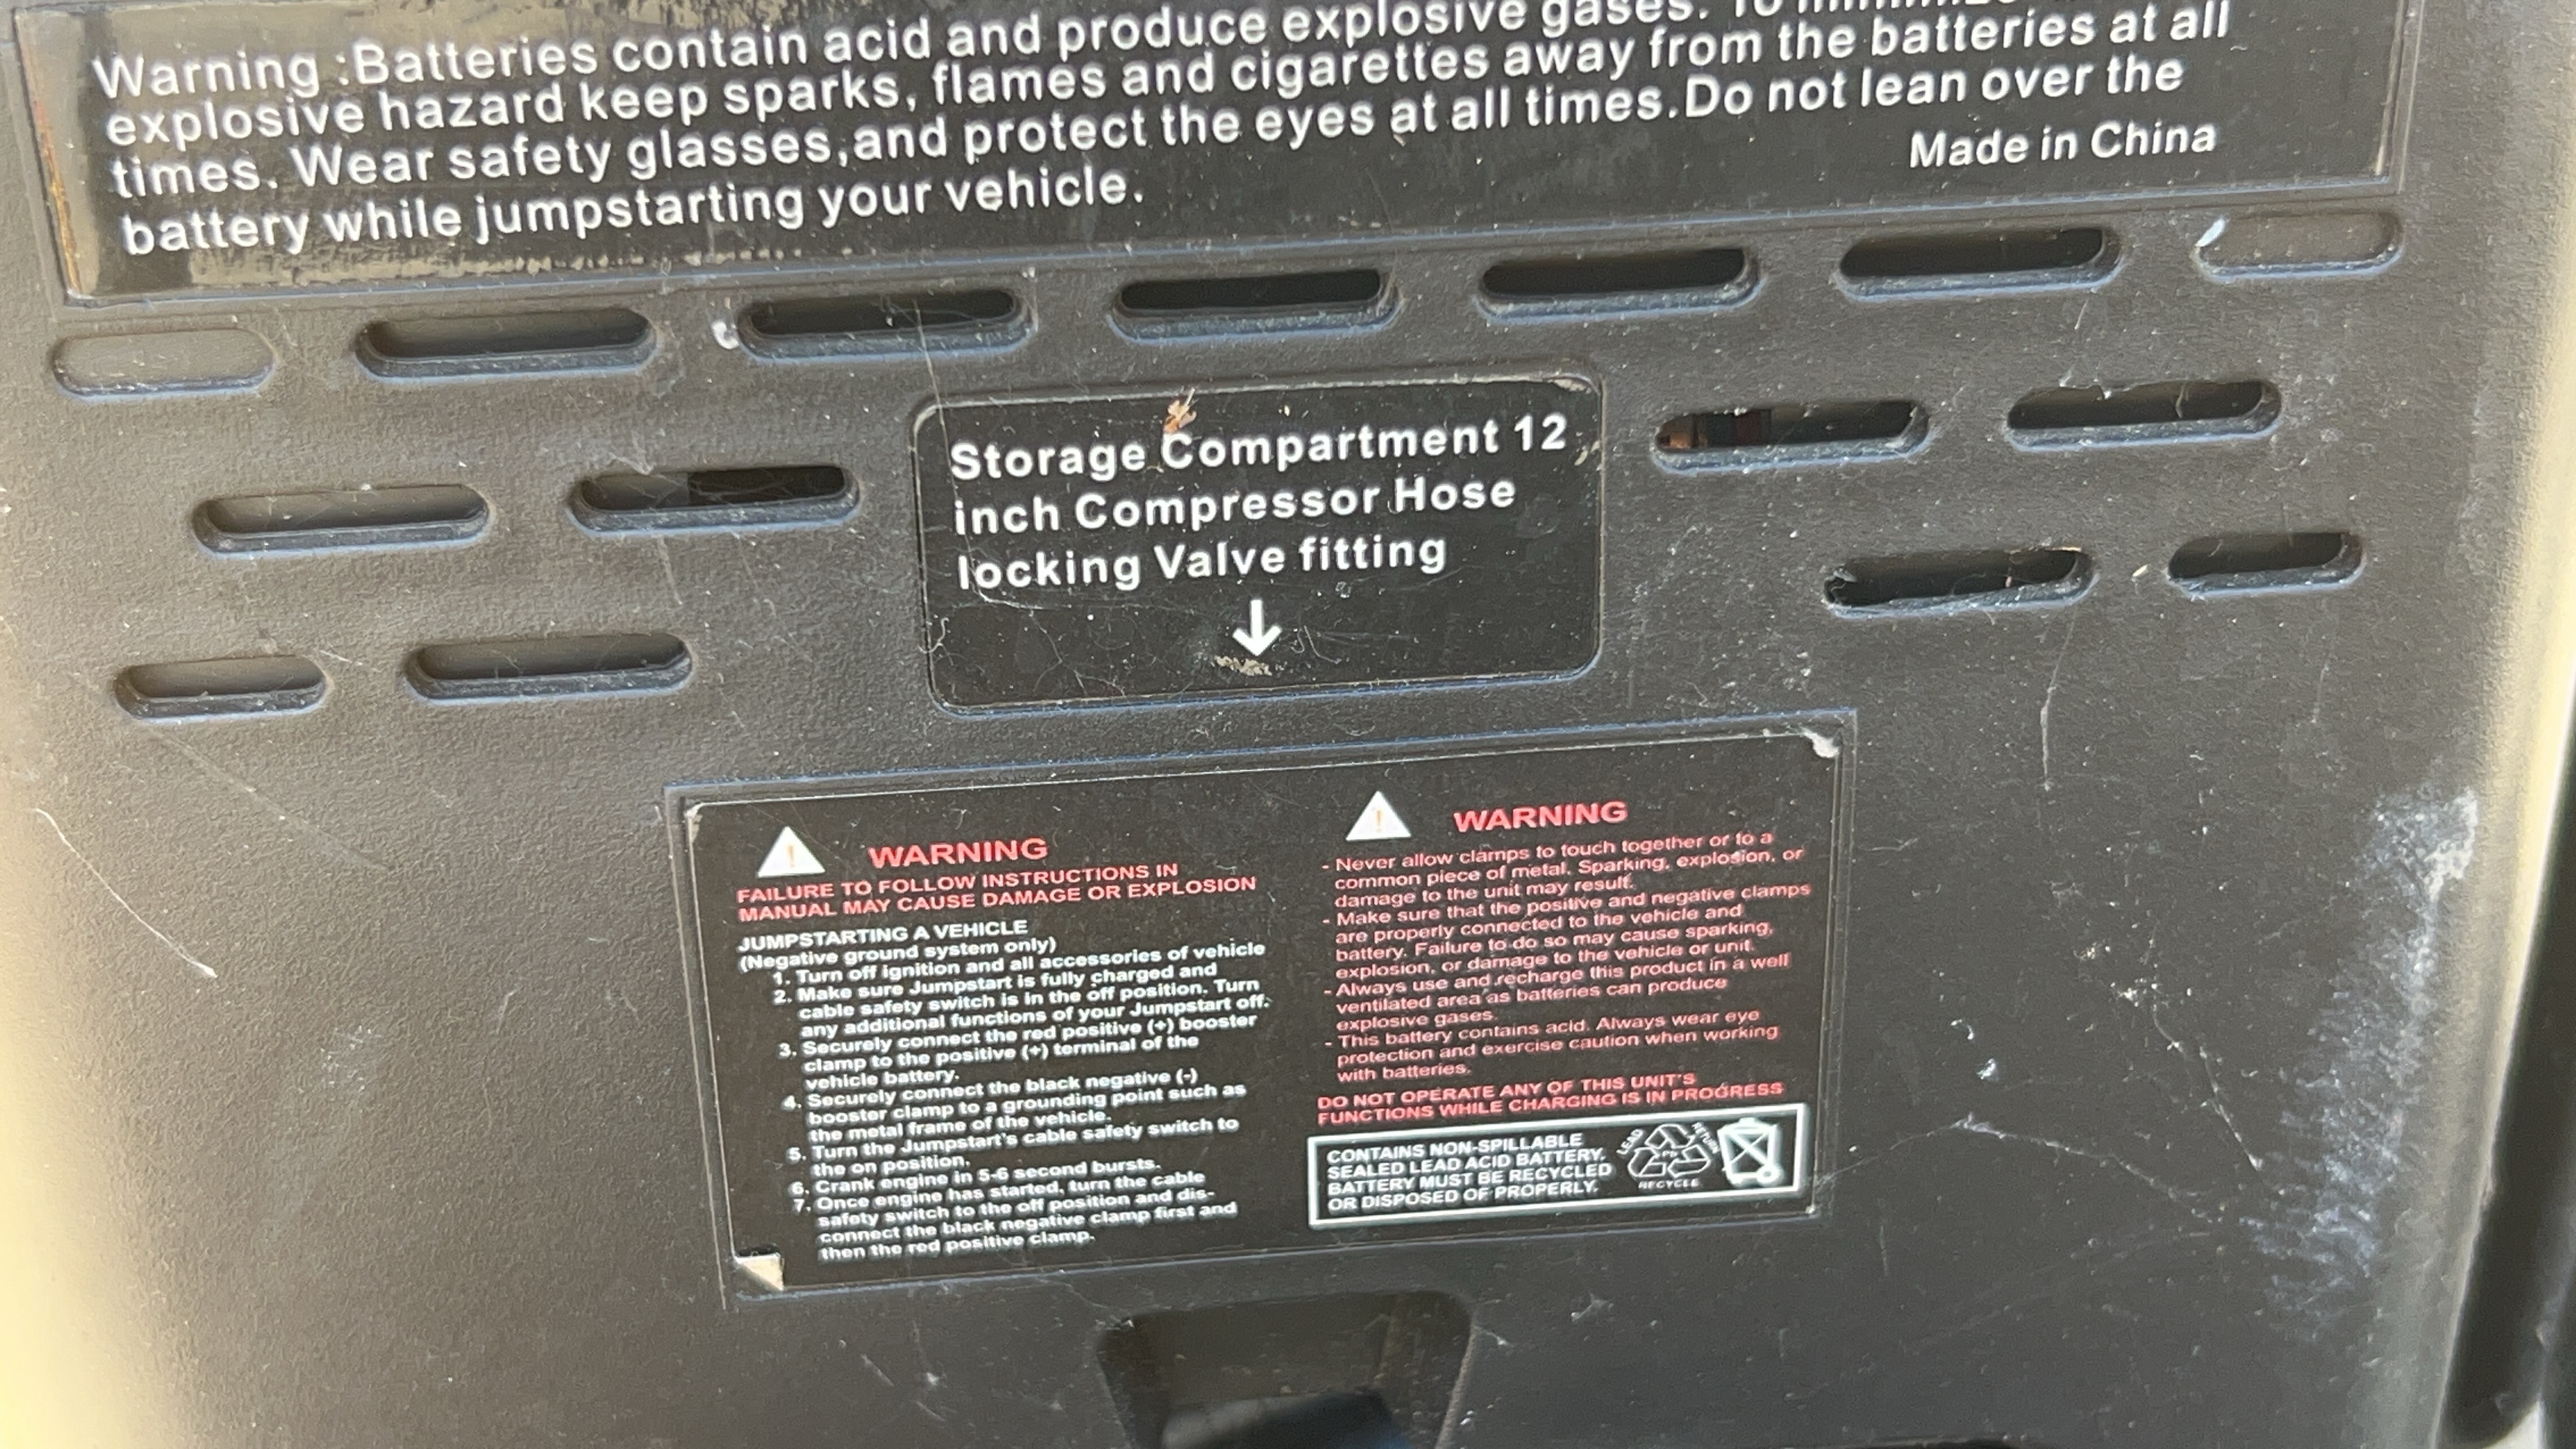 Warning :Batteries contain acid and produce explosive gases. To minimize
explosive hazard keep sparks, flames and cigarettes away from the batteries at all
times. Wear safety glasses,and protect the eyes at all times.Do not lean over the
battery while jumpstarting your vehicle.
Made in China
Storage Compartment 12
inch Compressor Hose
locking Valve fitting
↓
WARNING
FAILURE TO FOLLOW INSTRUCTIONS IN
MANUAL MAY CAUSE DAMAGE OR EXPLOSION
JUMPSTARTING A VEHICLE
(Negative ground system only)
1. Turn off ignition and all accessories of vehicle
2. Make sure Jumpstart is fully charged and
cable safety switch is in the off position. Turn
any additional functions of your Jumpstart off.
3. Securely connect the red positive (+) booster
clamp to the positive (+) terminal of the
vehicle battery.
4. Securely connect the black negative (-)
booster clamp to a grounding point such as
the metal frame of the vehicle.
5. Turn the Jumpstart's cable safety switch to
the on position.
6. Crank engine in 5-6 second bursts.
7. Once engine has started, turn the cable
safety switch to the off position and dis-
connect the black negative clamp first and
then the red positive clamp.
WARNING
- Never allow clamps to touch together or to a
common piece of metal. Sparking, explosion, or
damage to the unit may result.
- Make sure that the positive and negative clamps
are properly connected to the vehicle and
battery. Failure to do so may cause sparking,
explosion, or damage to the vehicle or unit.
- Always use and recharge this product in a well
ventilated area as batteries can produce
explosive gases.
- This battery contains acid. Always wear eye
protection and exercise caution when working
with batteries.
DO NOT OPERATE ANY OF THIS UNIT'S
FUNCTIONS WHILE CHARGING IS IN PROGRESS
CONTAINS NON-SPILLABLE
SEALED LEAD ACID BATTERY.
BATTERY MUST BE RECYCLED
OR DISPOSED OF PROPERLY.
LEAD
RETURN
Pb
RECYCLE